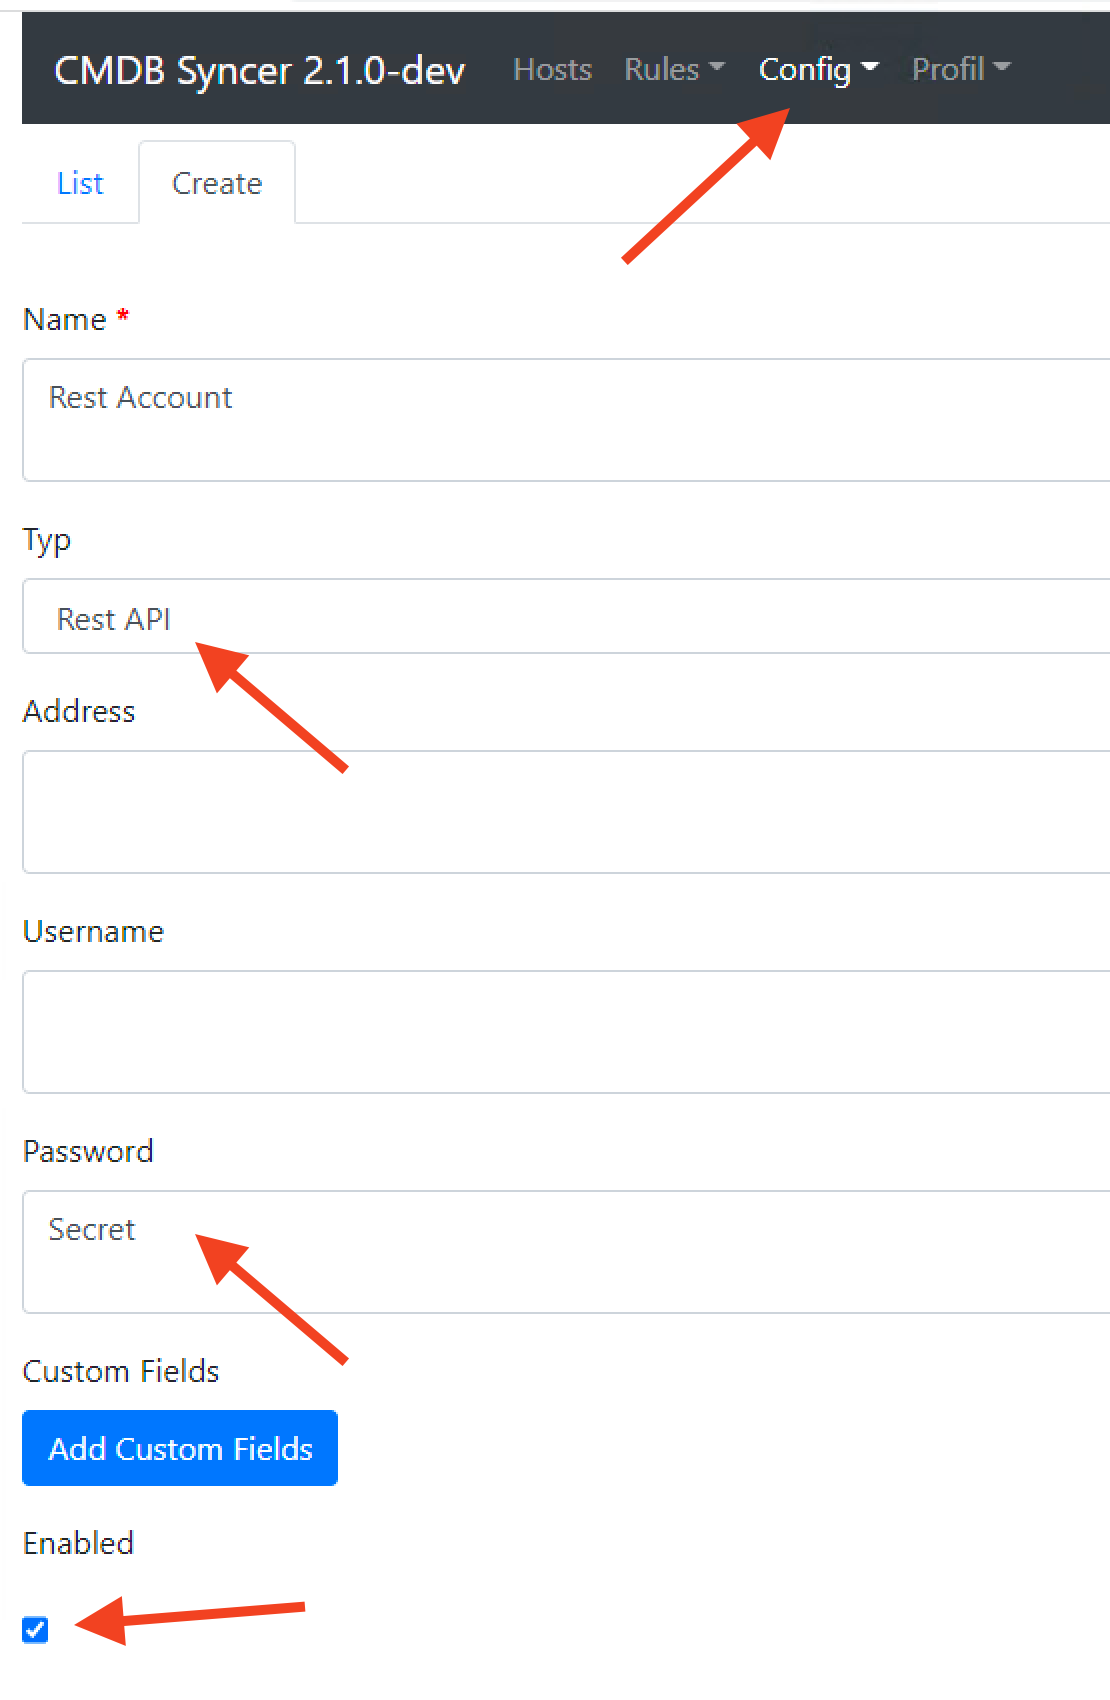 CMDB Syncer 2.1.0-dev Hosts Rules Config Profil
List Create
Name *
Rest Account
Typ
Rest API
Address
Username
Password
Secret
Custom Fields
Add Custom Fields
Enabled